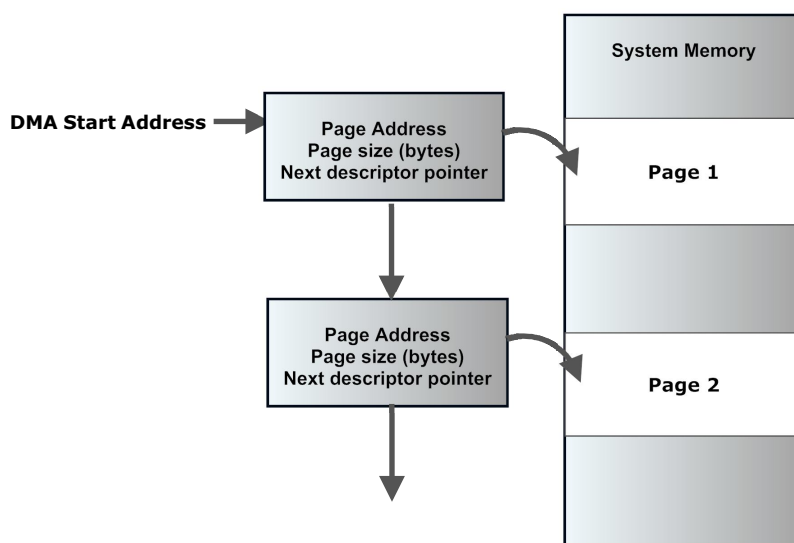 System Memory
DMA Start Address
Page Address
Page size (bytes)
Next descriptor pointer
Page 1
Page Address
Page size (bytes)
Next descriptor pointer
Page 2